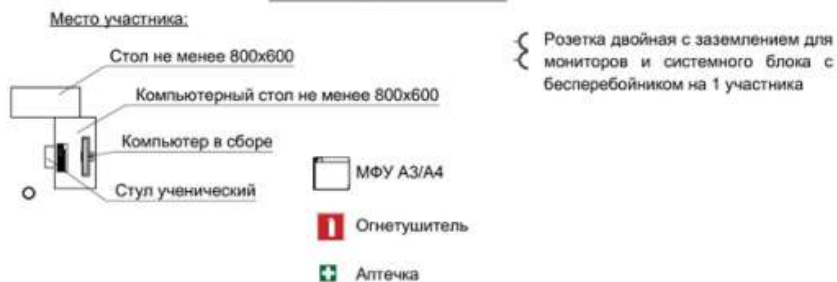 Место участника:
Стол не менее 800х600
Компьютерный стол не менее 800х600
Компьютер в сборе
Стул ученический
МФУ А3/А4
Огнетушитель
Аптечка
Розетка двойная с заземлением для
мониторов и системного блока с
бесперебойником на 1 участника